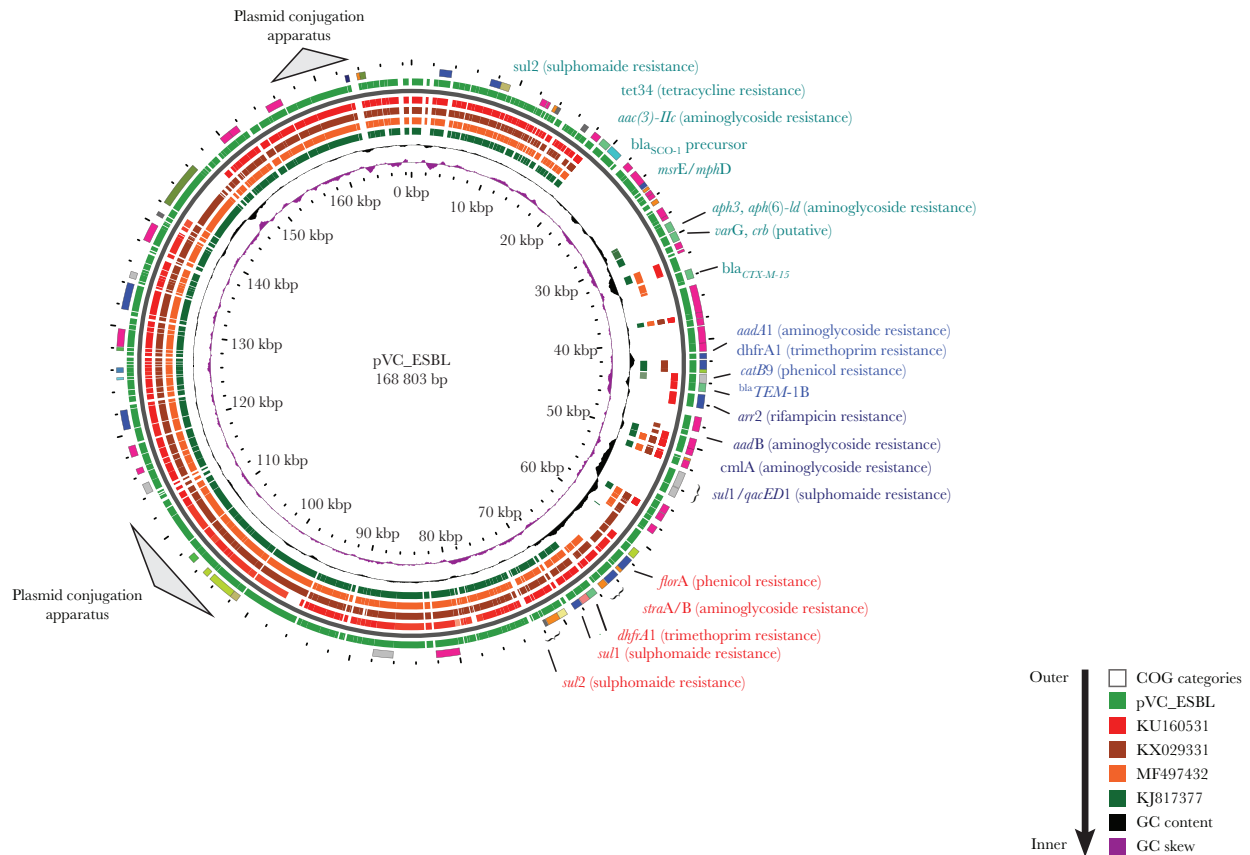 Plasmid conjugation
apparatus
sul2 (sulphomaide resistance)
tet34 (tetracycline resistance)
aac(3)-IIc (aminoglycoside resistance)
blaSCO-1 precursor
msrE/mphD
aph3, aph(6)-ld (aminoglycoside resistance)
varG, crb (putative)
blaCTX-M-15
aadA1 (aminoglycoside resistance)
dhfrA1 (trimethoprim resistance)
catB9 (phenicol resistance)
blaTEM-1B
arr2 (rifampicin resistance)
aadB (aminoglycoside resistance)
cmlA (aminoglycoside resistance)
sul1/qacED1 (sulphomaide resistance)
florA (phenicol resistance)
straA/B (aminoglycoside resistance)
dhfrA1 (trimethoprim resistance)
sul1 (sulphomaide resistance)
sul2 (sulphomaide resistance)
Plasmid conjugation
apparatus
0 kbp
10 kbp
20 kbp
30 kbp
40 kbp
50 kbp
60 kbp
70 kbp
80 kbp
90 kbp
100 kbp
110 kbp
120 kbp
130 kbp
140 kbp
150 kbp
160 kbp
pVC_ESBL
168 803 bp
Outer
Inner
COG categories
pVC_ESBL
KU160531
KX029331
MF497432
KJ817377
GC content
GC skew